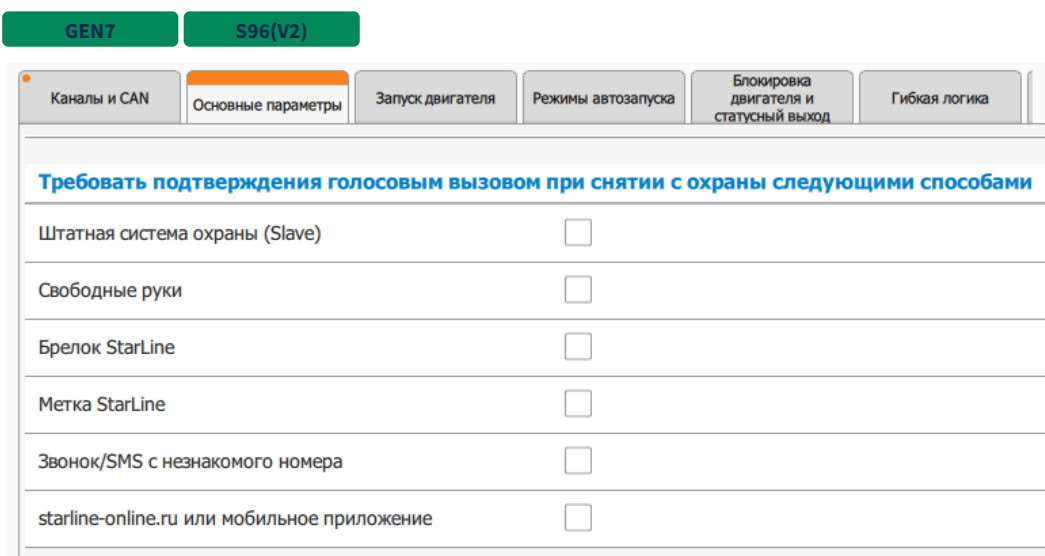 GEN7
S96(V2)
Каналы и CAN
Основные параметры
Запуск двигателя
Режимы автозапуска
Блокировка
двигателя и
статусный выход
Гибкая логика
Требовать подтверждения голосовым вызовом при снятии с охраны следующими способами
Штатная система охраны (Slave)
Свободные руки
Брелок StarLine
Метка StarLine
Звонок/SMS с незнакомого номера
starline-online.ru или мобильное приложение